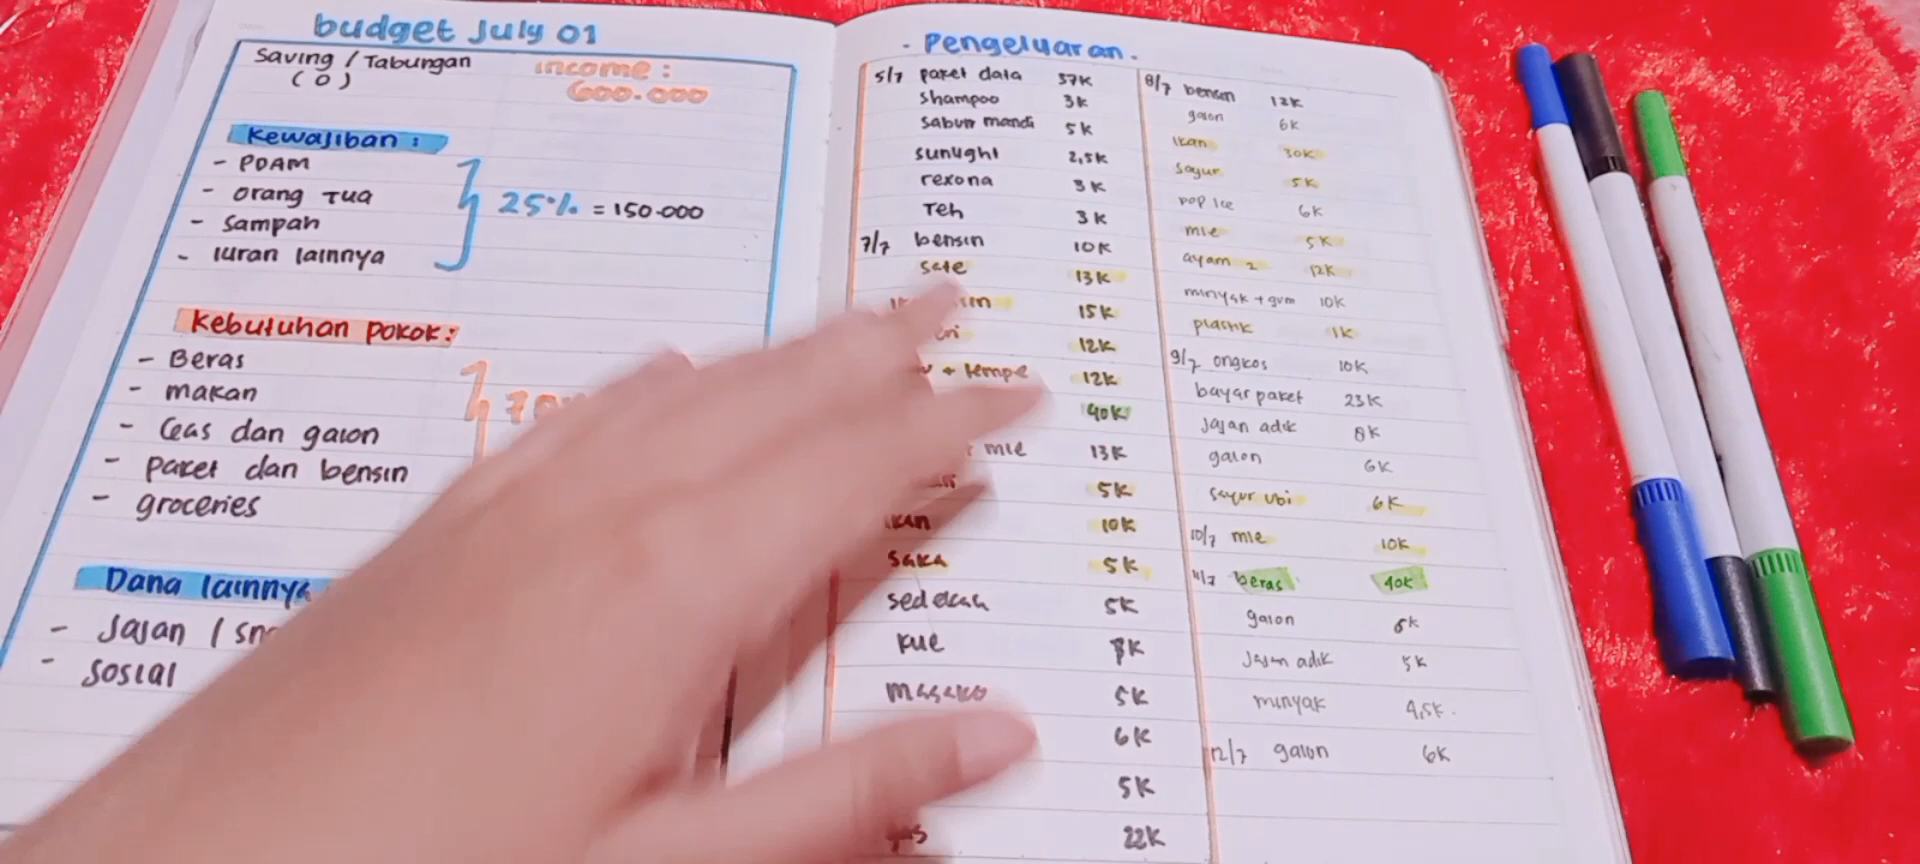 budget July 01
Saving / Tabungan
( 0 )
income :
600.000
Kewajiban :
- PDAM
- orang Tua
- Sampah
- iuran lainnya
25% = 150.000
Kebutuhan pokok:
- Beras
- makan
- Gas dan galon
- paket dan bensin
- groceries
Dana lainnya
- Jajan /
- Sosial
- Pengeluaran -
5/7 paket data 37K
Shampoo 3K
Sabun mandi 5K
sunlight 2,5K
rexona 3K
Teh 3K
7/7 bensin 10K
sate 13K
15K
12K
+ tempe 12K
40K
mie 13K
5K
ikan 10K
Saka 5K
sedekah 5K
kue
masako 5K
6K
5K
gas 22K
8/7 bensin 12K
galon 6K
ikan 30K
Sayur 5K
pop ice 6K
mie 5K
ayam 2 12K
minyak + gum 10K
plastik 1K
9/7 ongkos 10K
bayar paket 23K
jajan adik 8K
galon 6K
sayur ubi 6K
10/7 mie 10K
11/7 beras 40K
galon
Jajan adik 5K
minyak 4,5K.
12/7 galon 6K